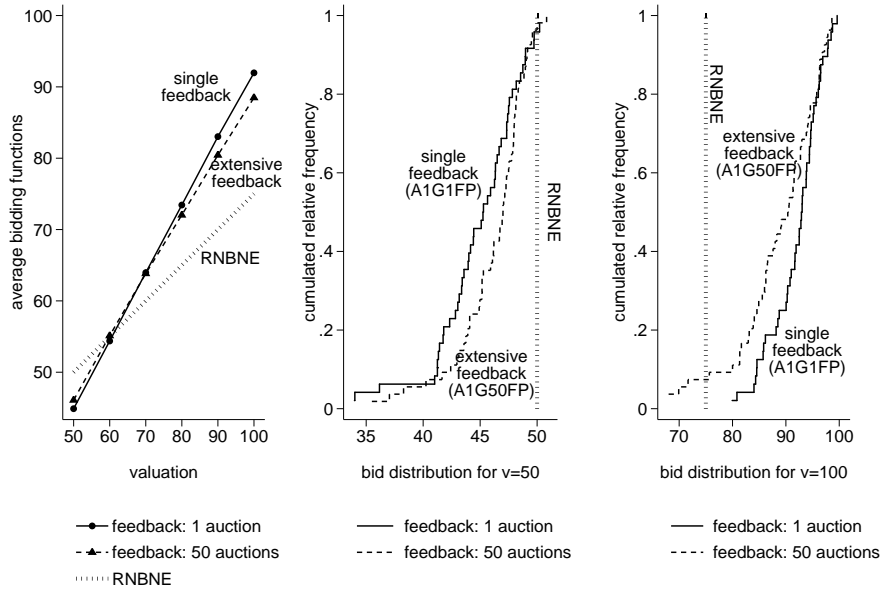 average bidding functions
100
90
80
70
60
50
single
feedback
extensive
feedback
RNBNE
50 60 70 80 90 100
valuation
feedback: 1 auction
feedback: 50 auctions
RNBNE
cumulated relative frequency
1
.8
.6
.4
.2
0
single
feedback
(A1G1FP)
RNBNE
extensive
feedback
(A1G50FP)
35 40 45 50
bid distribution for v=50
feedback: 1 auction
feedback: 50 auctions
cumulated relative frequency
1
.8
.6
.4
.2
0
RNBNE
extensive
feedback
(A1G50FP)
single
feedback
(A1G1FP)
70 80 90 100
bid distribution for v=100
feedback: 1 auction
feedback: 50 auctions